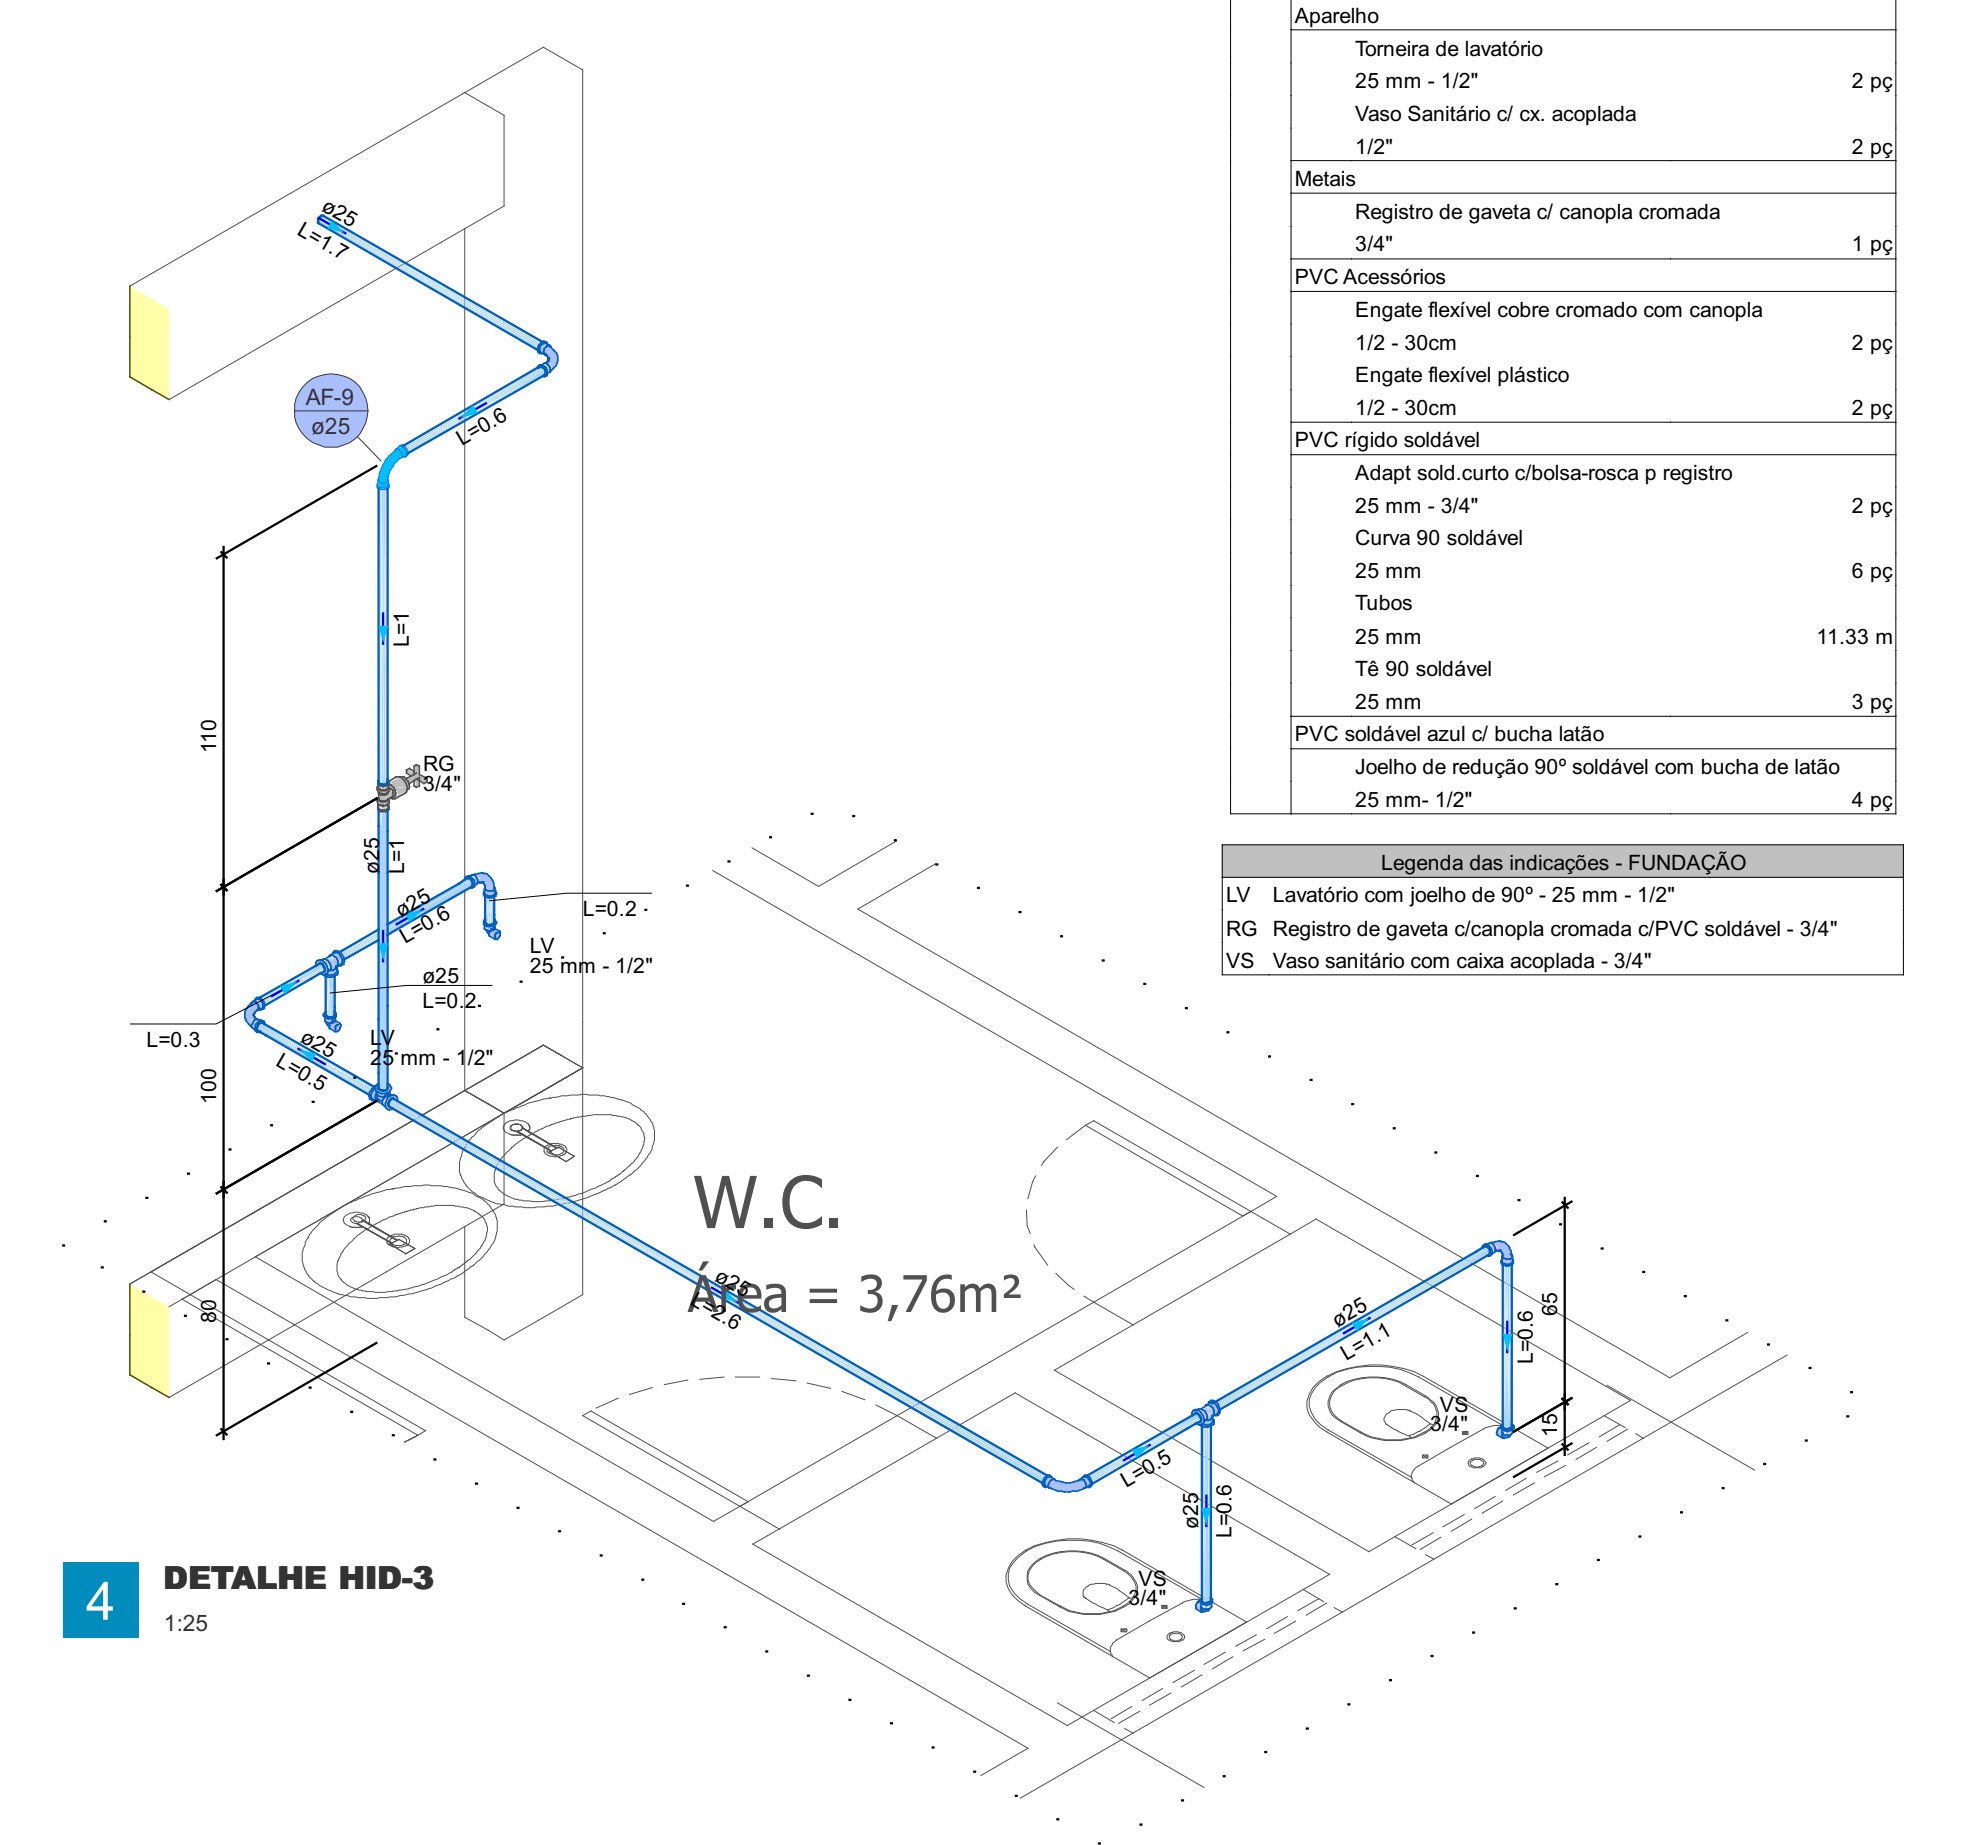 Aparelho
Torneira de lavatório
25 mm - 1/2" 2 pç
Vaso Sanitário c/ cx. acoplada
1/2" 2 pç
Metais
Registro de gaveta c/ canopla cromada
3/4" 1 pç
PVC Acessórios
Engate flexível cobre cromado com canopla
1/2 - 30cm 2 pç
Engate flexível plástico
1/2 - 30cm 2 pç
PVC rígido soldável
Adapt sold.curto c/bolsa-rosca p registro
25 mm - 3/4" 2 pç
Curva 90 soldável
25 mm 6 pç
Tubos
25 mm 11.33 m
Tê 90 soldável
25 mm 3 pç
PVC soldável azul c/ bucha latão
Joelho de redução 90º soldável com bucha de latão
25 mm- 1/2" 4 pç
Legenda das indicações - FUNDAÇÃO
LV Lavatório com joelho de 90º - 25 mm - 1/2"
RG Registro de gaveta c/canopla cromada c/PVC soldável - 3/4"
VS Vaso sanitário com caixa acoplada - 3/4"
ø25
L=1.7
AF-9
ø25
L=0.6
L=1
110
RG
3/4"
ø25
L=1
ø25
L=0.6
L=0.2
LV
25 mm - 1/2"
ø25
L=0.2
L=0.3
LV
25 mm - 1/2"
ø25
L=0.5
100
80
W.C.
Área = 3,76m²
ø25
L=2.6
ø25
L=1.1
L=0.6
65
15
VS
3/4"
L=0.5
ø25
L=0.6
VS
3/4"
4
DETALHE HID-3
1:25